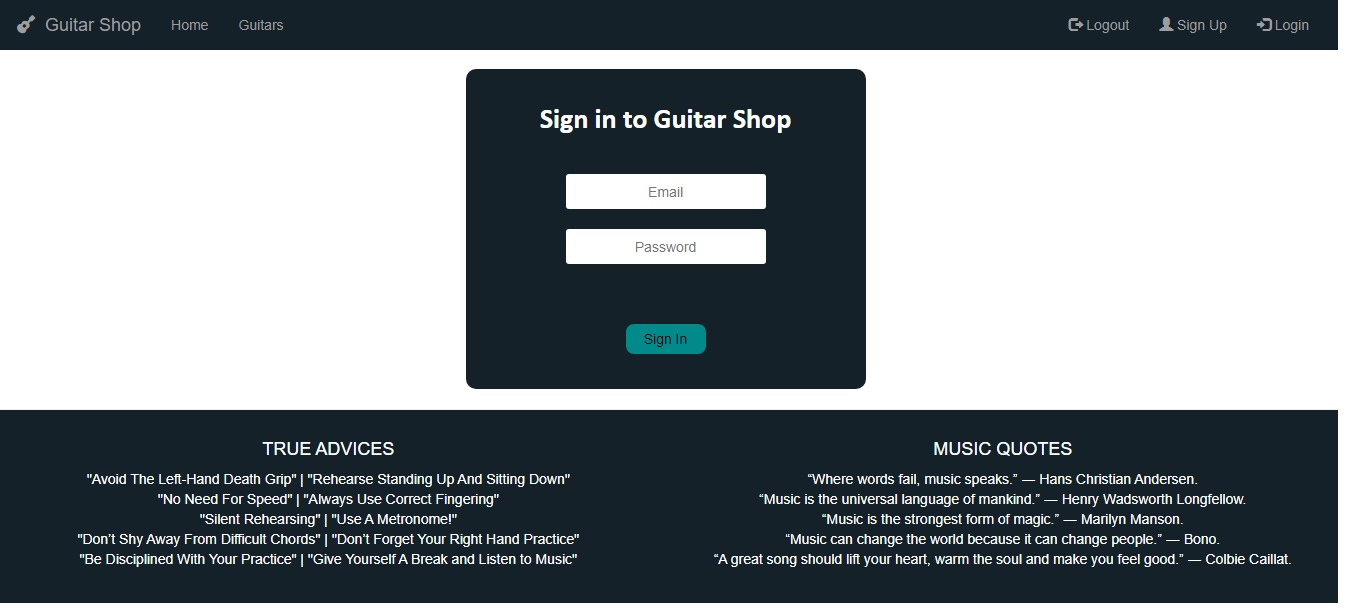 Guitar Shop Home Guitars Logout Sign Up Login
Sign in to Guitar Shop
Email
Password
Sign In
TRUE ADVICES
"Avoid The Left-Hand Death Grip" | "Rehearse Standing Up And Sitting Down"
"No Need For Speed" | "Always Use Correct Fingering"
"Silent Rehearsing" | "Use A Metronome!"
"Don’t Shy Away From Difficult Chords" | "Don’t Forget Your Right Hand Practice"
"Be Disciplined With Your Practice" | "Give Yourself A Break and Listen to Music"
MUSIC QUOTES
“Where words fail, music speaks.” — Hans Christian Andersen.
“Music is the universal language of mankind.” — Henry Wadsworth Longfellow.
“Music is the strongest form of magic.” — Marilyn Manson.
“Music can change the world because it can change people.” — Bono.
“A great song should lift your heart, warm the soul and make you feel good.” — Colbie Caillat.